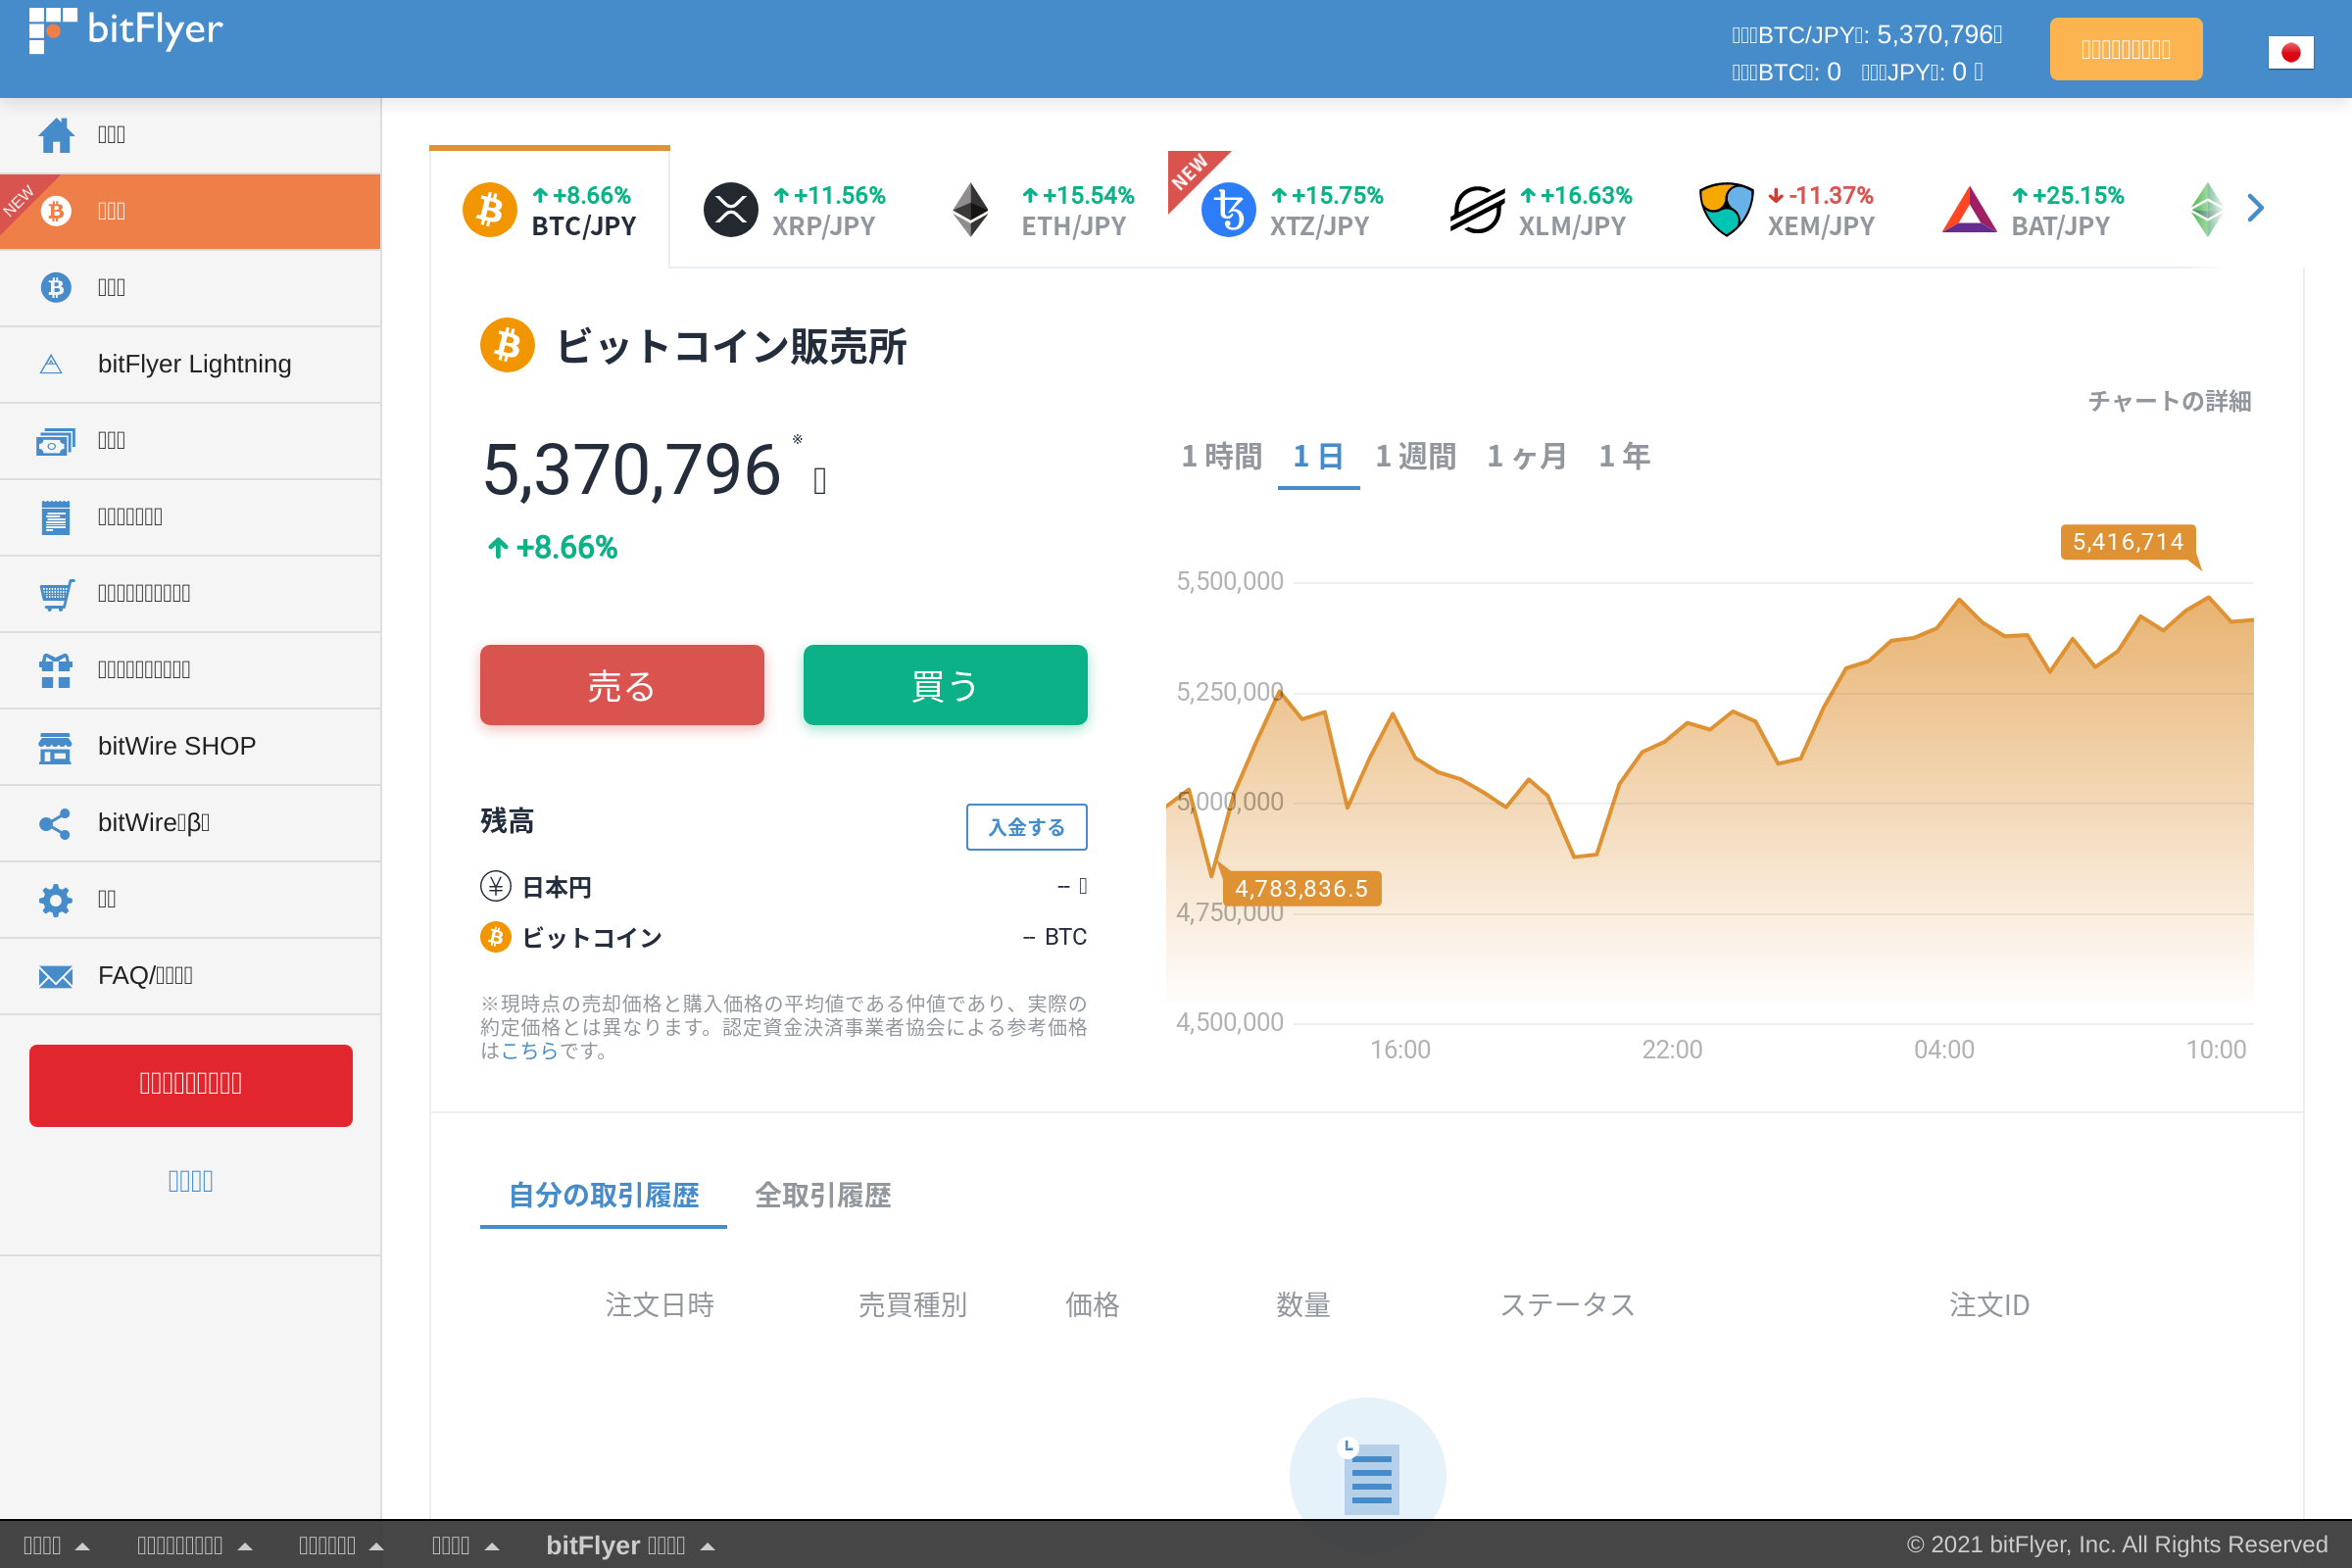 bitFlyer
BTC/JPY: 5,370,796
BTC: 0 JPY: 0
NEW
bitFlyer Lightning
bitWire SHOP
bitWire β
FAQ/
+8.66%
BTC/JPY
+11.56%
XRP/JPY
+15.54%
ETH/JPY
NEW
+15.75%
XTZ/JPY
+16.63%
XLM/JPY
-11.37%
XEM/JPY
+25.15%
BAT/JPY
ビットコイン販売所
5,370,796 ※
+8.66%
売る
買う
残高
入金する
日本円
--
ビットコイン
-- BTC
※現時点の売却価格と購入価格の平均値である仲値であり、実際の
約定価格とは異なります。認定資金決済事業者協会による参考価格
はこちらです。
チャートの詳細
1 時間 1 日 1 週間 1 ヶ月 1 年
5,416,714
5,500,000
5,250,000
5,000,000
4,783,836.5
4,750,000
4,500,000
16:00 22:00 04:00 10:00
自分の取引履歴 全取引履歴
注文日時 売買種別 価格 数量 ステータス 注文ID
bitFlyer
© 2021 bitFlyer, Inc. All Rights Reserved